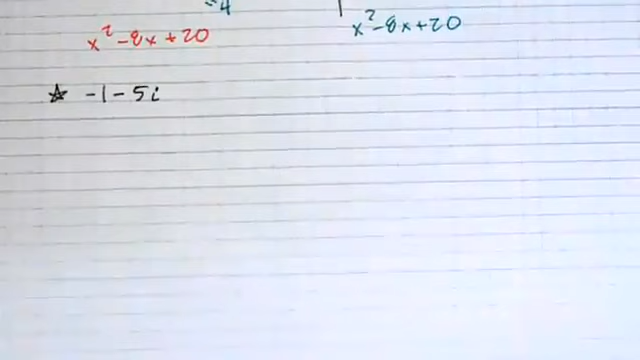 x² - 8x + 20
x² - 8x + 20
☆ -1 - 5i